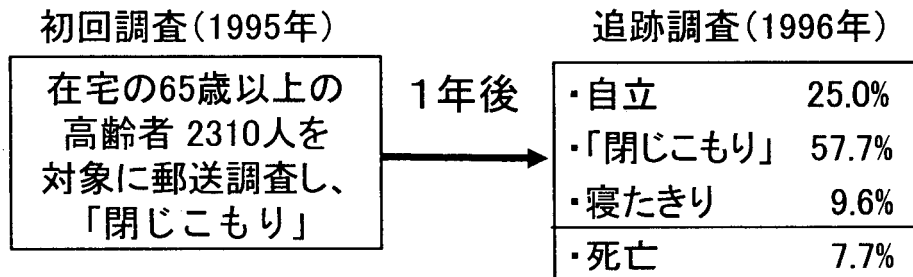 初回調査(1995年)
在宅の65歳以上の
高齢者 2310人を
対象に郵送調査し、
「閉じこもり」
1年後
追跡調査(1996年)
・自立 25.0%
・「閉じこもり」 57.7%
・寝たきり 9.6%
・死亡 7.7%